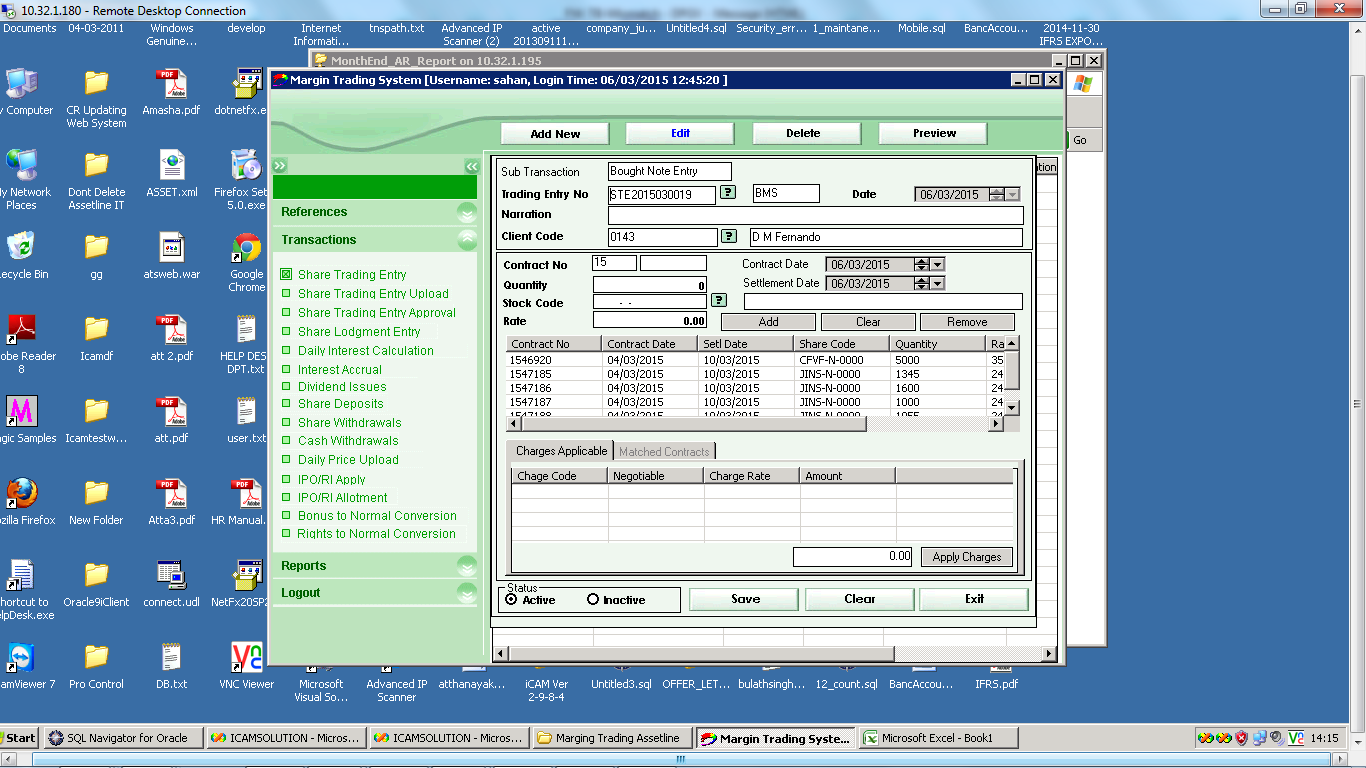 10.32.1.180 - Remote Desktop Connection
Documents 04-03-2011 Windows Genuine... develop Internet Informati... tnspath.txt Advanced IP Scanner (2) active 201309111... company_ju... Untitled4.sql Security_err... 1_maintane... Mobile.sql BancAcc... 2014-11-30 IFRS EXPO...
MonthEnd_AR_Report on 10.32.1.195
Margin Trading System [Username: sahan, Login Time: 06/03/2015 12:45:20 ]
Computer
CR Updating Web System
Amasha.pdf
dotnetfx.e
Add New Edit Delete Preview
Go
Network Places
Dont Delete Assetline IT
ASSET.xml
Firefox Set 5.0.ex
Recycle Bin
gg
atsweb.war
Google Chrome
Reader 8
Icamdf
att 2.pdf
HELP DES DPT.txt
Samples
Icamtestw...
att.pdf
user.txt
Firefox
New Folder
Atta3.pdf
HR Manual.
shortcut to HelpDesk.exe
Oracle9iClient
connect.udl
NetFx20SP2
TeamViewer 7
Pro Control
DB.txt
VNC Viewer
Microsoft Visual So...
Advanced IP Scanner
atthanayak...
iCAM Ver 2-9-8-4
Untitled3.sql
OFFER_LET...
bulathsingh...
12_count.sql
BancAccou...
IFRS.pdf
References
Transactions
Share Trading Entry
Share Trading Entry Upload
Share Trading Entry Approval
Share Lodgment Entry
Daily Interest Calculation
Interest Accrual
Dividend Issues
Share Deposits
Share Withdrawals
Cash Withdrawals
Daily Price Upload
IPO/RI Apply
IPO/RI Allotment
Bonus to Normal Conversion
Rights to Normal Conversion
Reports
Logout
Sub Transaction Bought Note Entry
Trading Entry No STE2015030019 ? BMS Date 06/03/2015
Narration
Client Code 0143 ? D M Fernando
Contract No 15 Contract Date 06/03/2015
Quantity 0 Settlement Date 06/03/2015
Stock Code - - ?
Rate 0.00 Add Clear Remove
Contract No Contract Date Setl Date Share Code Quantity Ra
1546920 04/03/2015 10/03/2015 CFVF-N-0000 5000 35
1547185 04/03/2015 10/03/2015 JINS-N-0000 1345 24
1547186 04/03/2015 10/03/2015 JINS-N-0000 1600 24
1547187 04/03/2015 10/03/2015 JINS-N-0000 1000 24
1547188 04/03/2015 10/03/2015 JINS-N-0000 1055 24
Charges Applicable Matched Contracts
Chage Code Negotiable Charge Rate Amount
0.00 Apply Charges
Status
Active Inactive Save Clear Exit
Start SQL Navigator for Oracle ICAMSOLUTION - Micros... ICAMSOLUTION - Micros... Marging Trading Assetline Margin Trading Syste... Microsoft Excel - Book1 14:15